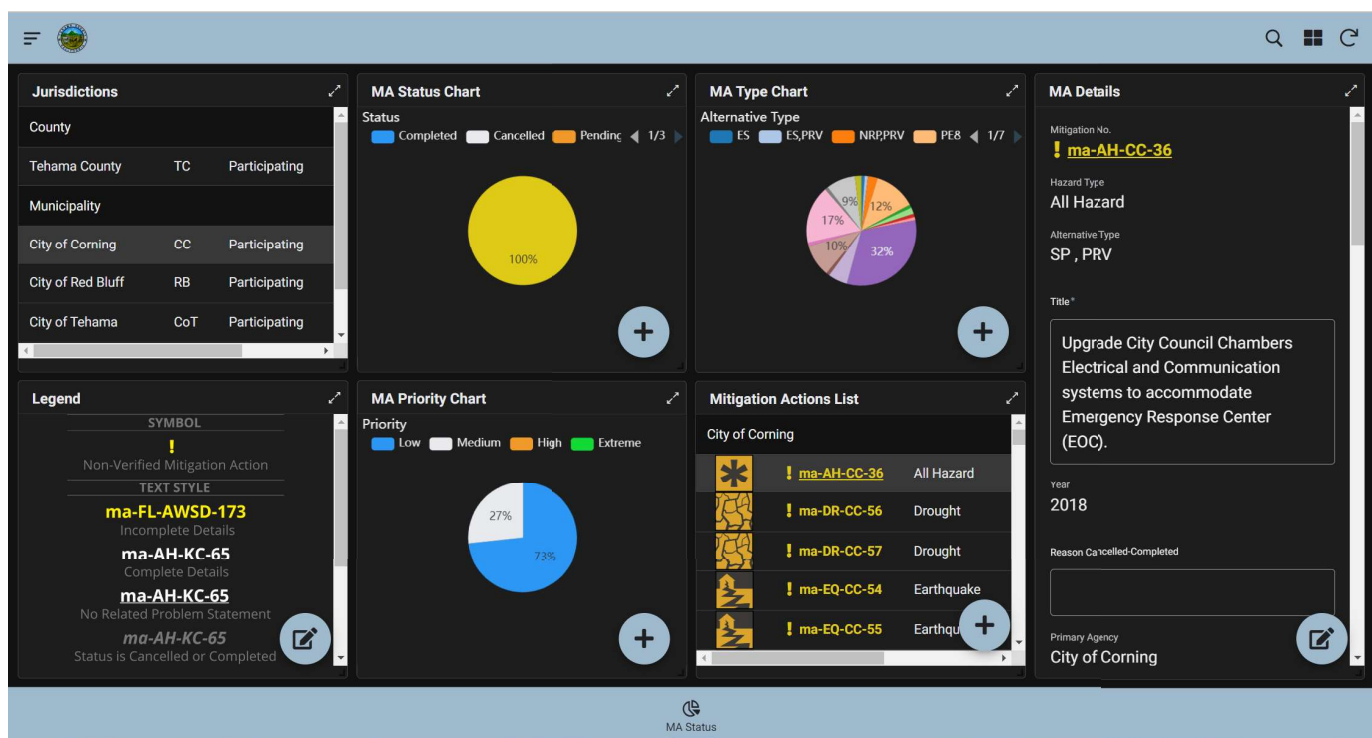 Jurisdictions
County
Tehama County TC Participating
Municipality
City of Corning CC Participating
City of Red Bluff RB Participating
City of Tehama CoT Participating
MA Status Chart
Status
Completed Cancelled Pending 1/3
100%
MA Type Chart
Alternative Type
ES ES,PRV NRP,PRV PE8 1/7
9% 12%
17%
10% 32%
MA Details
Mitigation No.
! ma-AH-CC-36
Hazard Type
All Hazard
Alternative Type
SP , PRV
Title*
Upgrade City Council Chambers
Electrical and Communication
systems to accommodate
Emergency Response Center
(EOC).
Year
2018
Reason Cancelled-Completed
Primary Agency
City of Corning
Legend
SYMBOL
!
Non-Verified Mitigation Action
TEXT STYLE
ma-FL-AWSD-173
Incomplete Details
ma-AH-KC-65
Complete Details
ma-AH-KC-65
No Related Problem Statement
ma-AH-KC-65
Status is Cancelled or Completed
MA Priority Chart
Priority
Low Medium High Extreme
27%
73%
Mitigation Actions List
City of Corning
! ma-AH-CC-36 All Hazard
! ma-DR-CC-56 Drought
! ma-DR-CC-57 Drought
! ma-EQ-CC-54 Earthquake
! ma-EQ-CC-55 Earthqu
MA Status